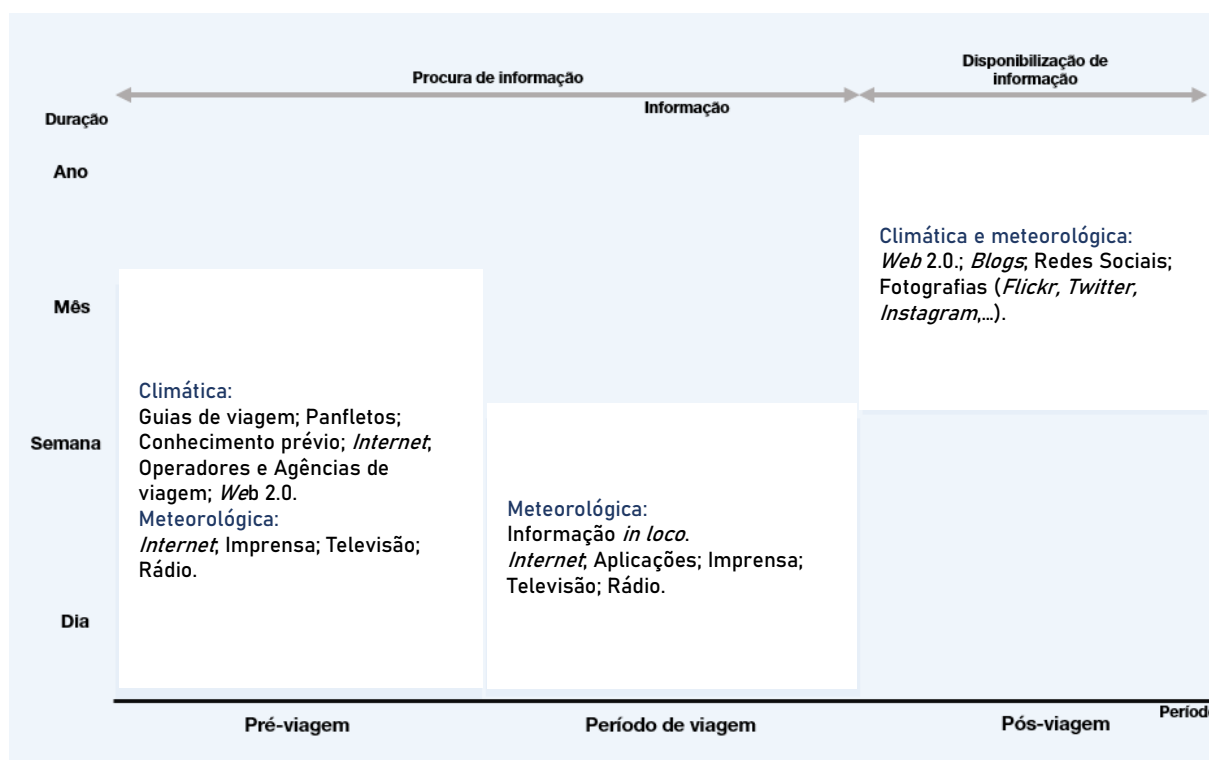 Procura de informação
Disponibilização de
informação
Informação
Duração
Ano
Mês
Semana
Dia
Climática:
Guias de viagem; Panfletos;
Conhecimento prévio; Internet;
Operadores e Agências de
viagem; Web 2.0.
Meteorológica:
Internet; Imprensa; Televisão;
Rádio.
Meteorológica:
Informação in loco.
Internet; Aplicações; Imprensa;
Televisão; Rádio.
Climática e meteorológica:
Web 2.0.; Blogs; Redes Sociais;
Fotografias (Flickr, Twitter,
Instagram,...).
Pré-viagem
Período de viagem
Pós-viagem
Períod